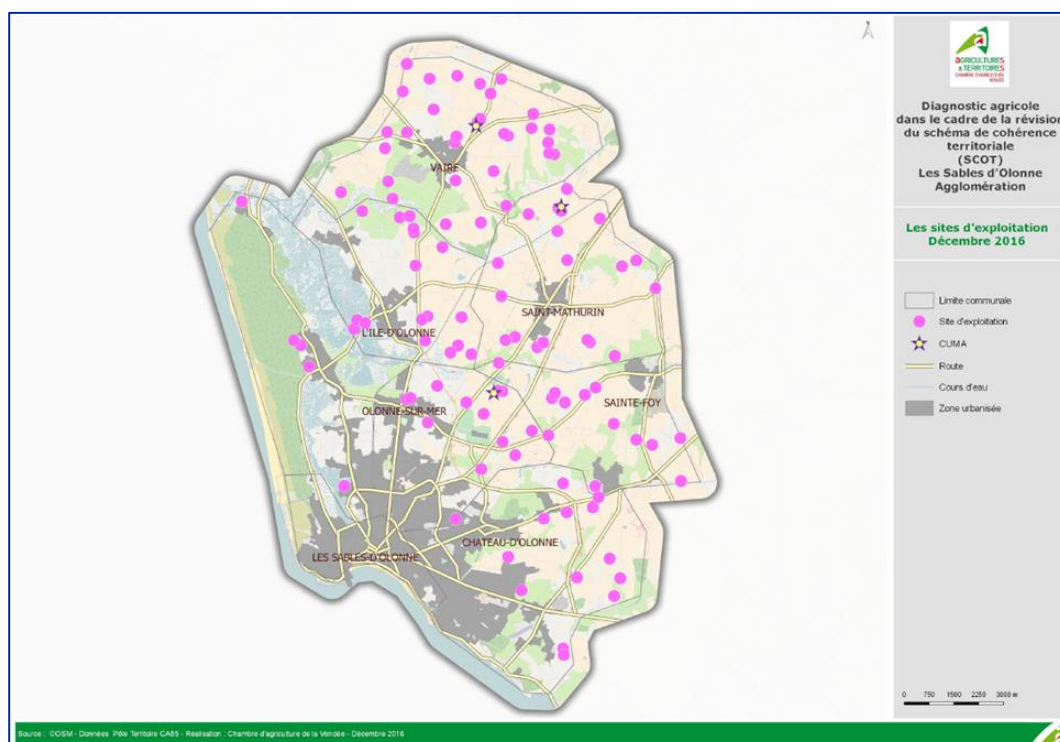 VAIRE
SAINT-MATHURIN
L'ILE-D'OLONNE
OLONNE-SUR-MER
SAINTE-FOY
CHATEAU-D'OLONNE
LES SABLES-D'OLONNE
AGRICULTURES
& TERRITOIRES
CHAMBRE D'AGRICULTURE
VENDÉE
Diagnostic agricole
dans le cadre de la révision
du schéma de cohérence
territoriale
(SCOT)
Les Sables d'Olonne
Agglomération
Les sites d'exploitation
Décembre 2016
Limite communale
Site d'exploitation
CUMA
Route
Cours d'eau
Zone urbanisée
0 750 1500 2250 3000 m
Source : ©OSM - Données Pôle Territoire CA85 - Réalisation : Chambre d'agriculture de la Vendée - Décembre 2016